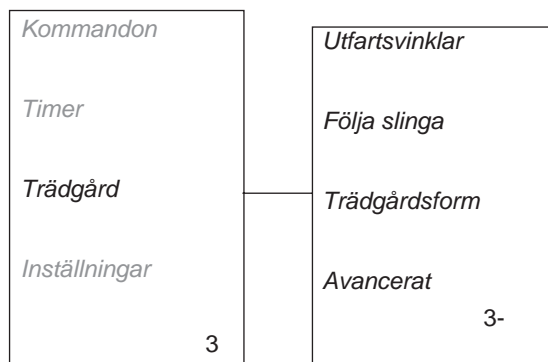 Kommandon
Timer
Trädgård
Inställningar
3
Utfartsvinklar
Följa slinga
Trädgårdsform
Avancerat
3-